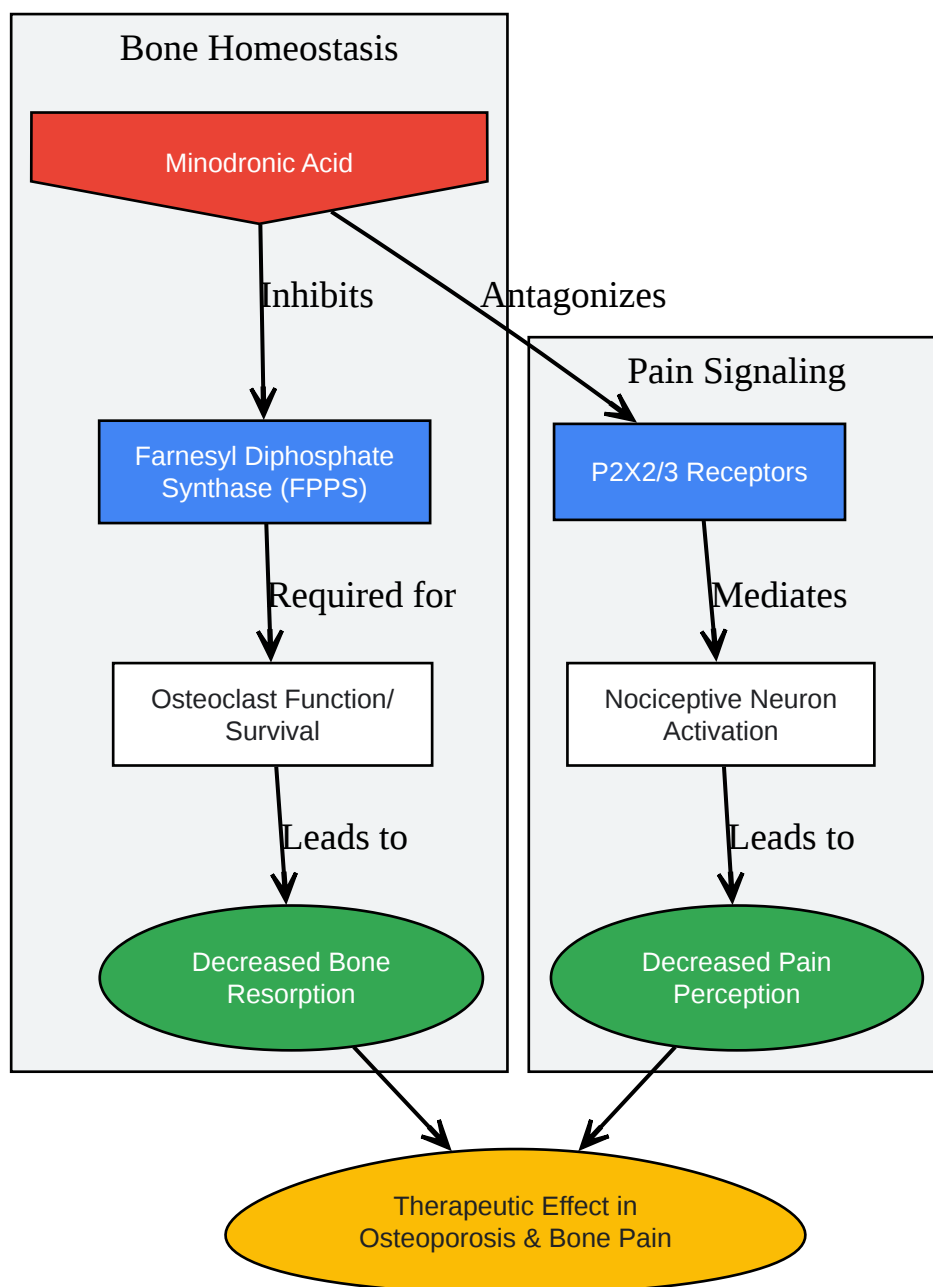 Bone Homeostasis
Minodronic Acid
Inhibits
Antagonizes
Pain Signaling
Farnesyl Diphosphate
Synthase (FPPS)
P2X2/3 Receptors
Required for
Mediates
Osteoclast Function/
Survival
Nociceptive Neuron
Activation
Leads to
Leads to
Decreased Bone
Resorption
Decreased Pain
Perception
Therapeutic Effect in
Osteoporosis & Bone Pain